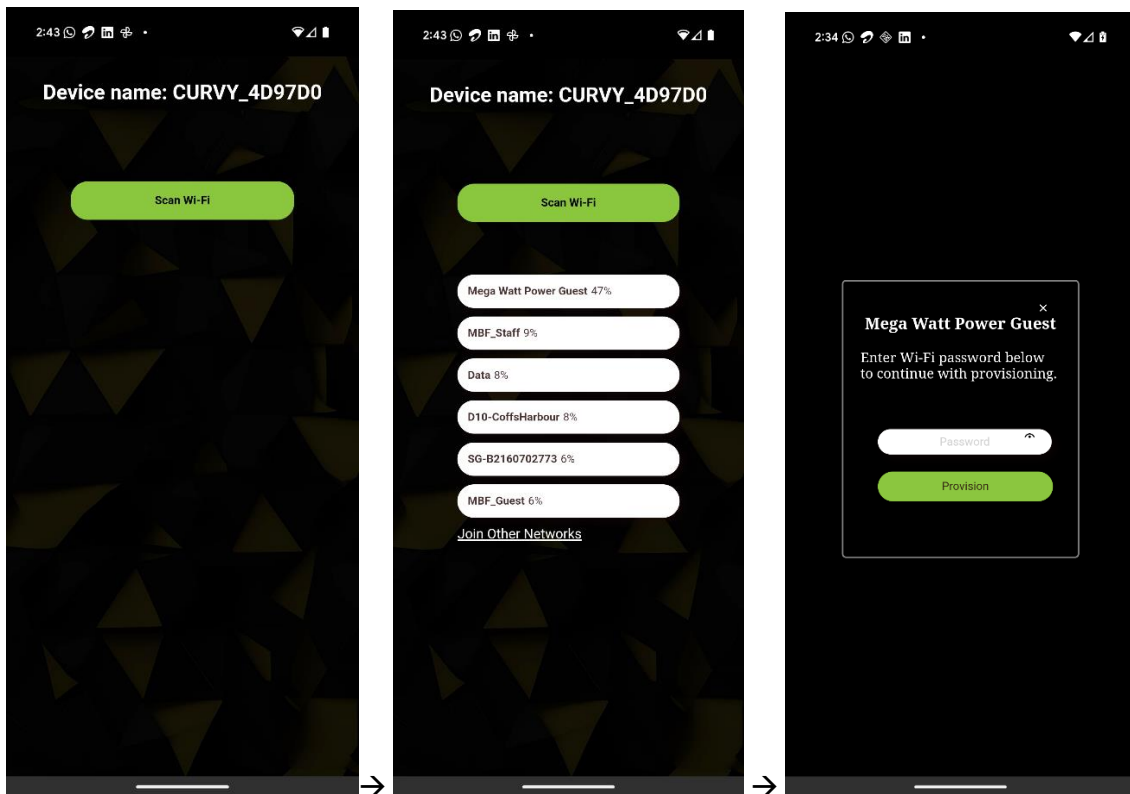 2:43
Device name: CURVY_4D97D0
Scan Wi-Fi
→
2:43
Device name: CURVY_4D97D0
Scan Wi-Fi
Mega Watt Power Guest 47%
MBF_Staff 9%
Data 8%
D10-CoffsHarbour 8%
SG-B2160702773 6%
MBF_Guest 6%
Join Other Networks
→
2:34
Mega Watt Power Guest
Enter Wi-Fi password below
to continue with provisioning.
Password
Provision